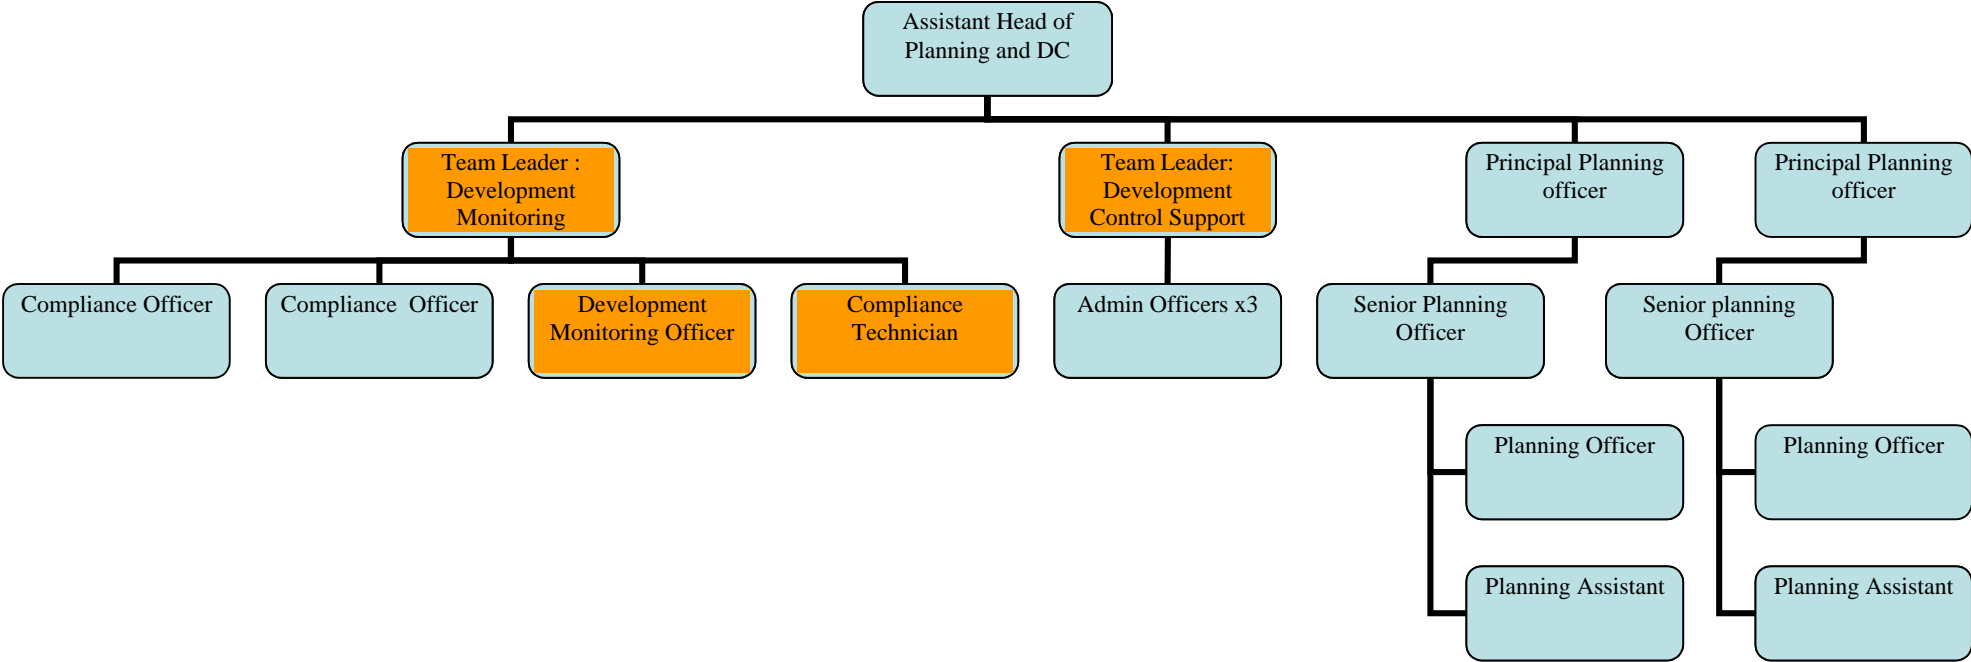 Assistant Head of
Planning and DC
Team Leader :
Development
Monitoring
Team Leader:
Development
Control Support
Principal Planning
officer
Principal Planning
officer
Compliance Officer
Compliance  Officer
Development
Monitoring Officer
Compliance
Technician
Admin Officers x3
Senior Planning
Officer
Senior planning
Officer
Planning Officer
Planning Officer
Planning Assistant
Planning Assistant